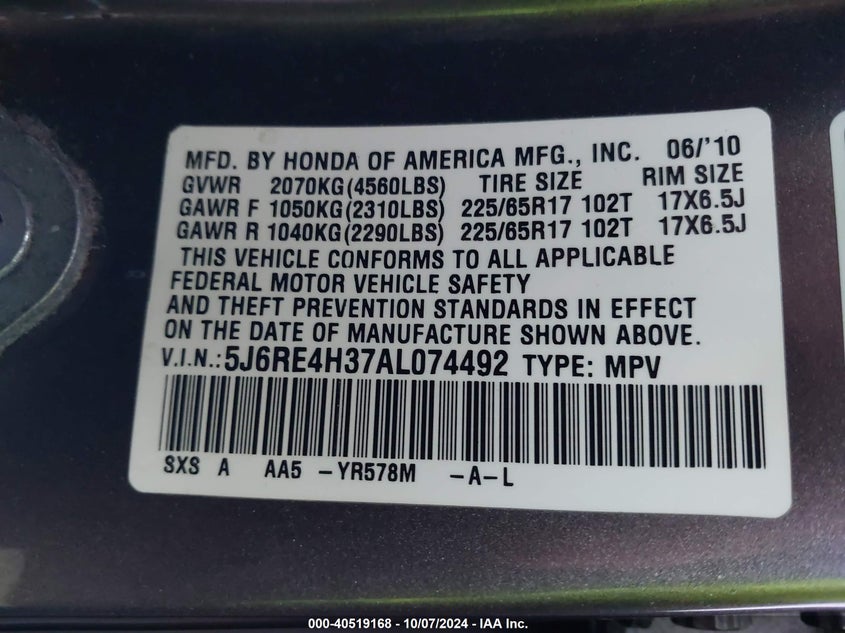 MFD. BY HONDA OF AMERICA MFG., INC. 06/'10
GVWR 2070KG(4560LBS) TIRE SIZE RIM SIZE
GAWR F 1050KG(2310LBS) 225/65R17 102T 17X6.5J
GAWR R 1040KG(2290LBS) 225/65R17 102T 17X6.5J
THIS VEHICLE CONFORMS TO ALL APPLICABLE
FEDERAL MOTOR VEHICLE SAFETY
AND THEFT PREVENTION STANDARDS IN EFFECT
ON THE DATE OF MANUFACTURE SHOWN ABOVE.
V.I.N.:5J6RE4H37AL074492 TYPE: MPV
SXS A AA5 -YR578M -A-L
000-40519168 - 10/07/2024 - IAA Inc.